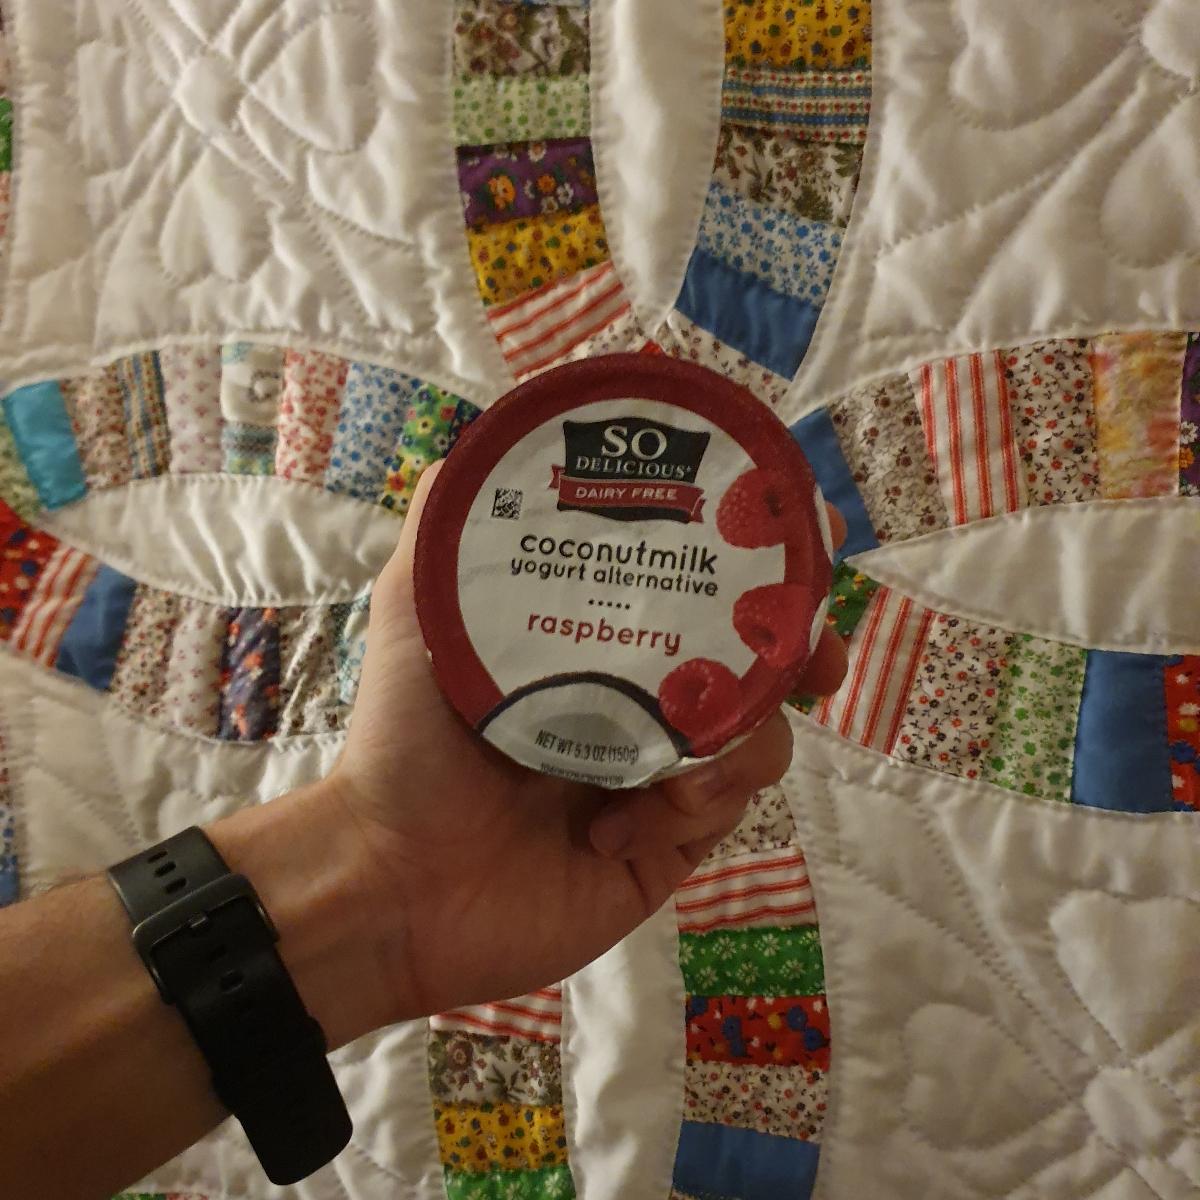 SO
DELICIOUS
DAIRY FREE
coconutmilk
yogurt alternative
raspberry
NET WT 5.3 OZ (150g)